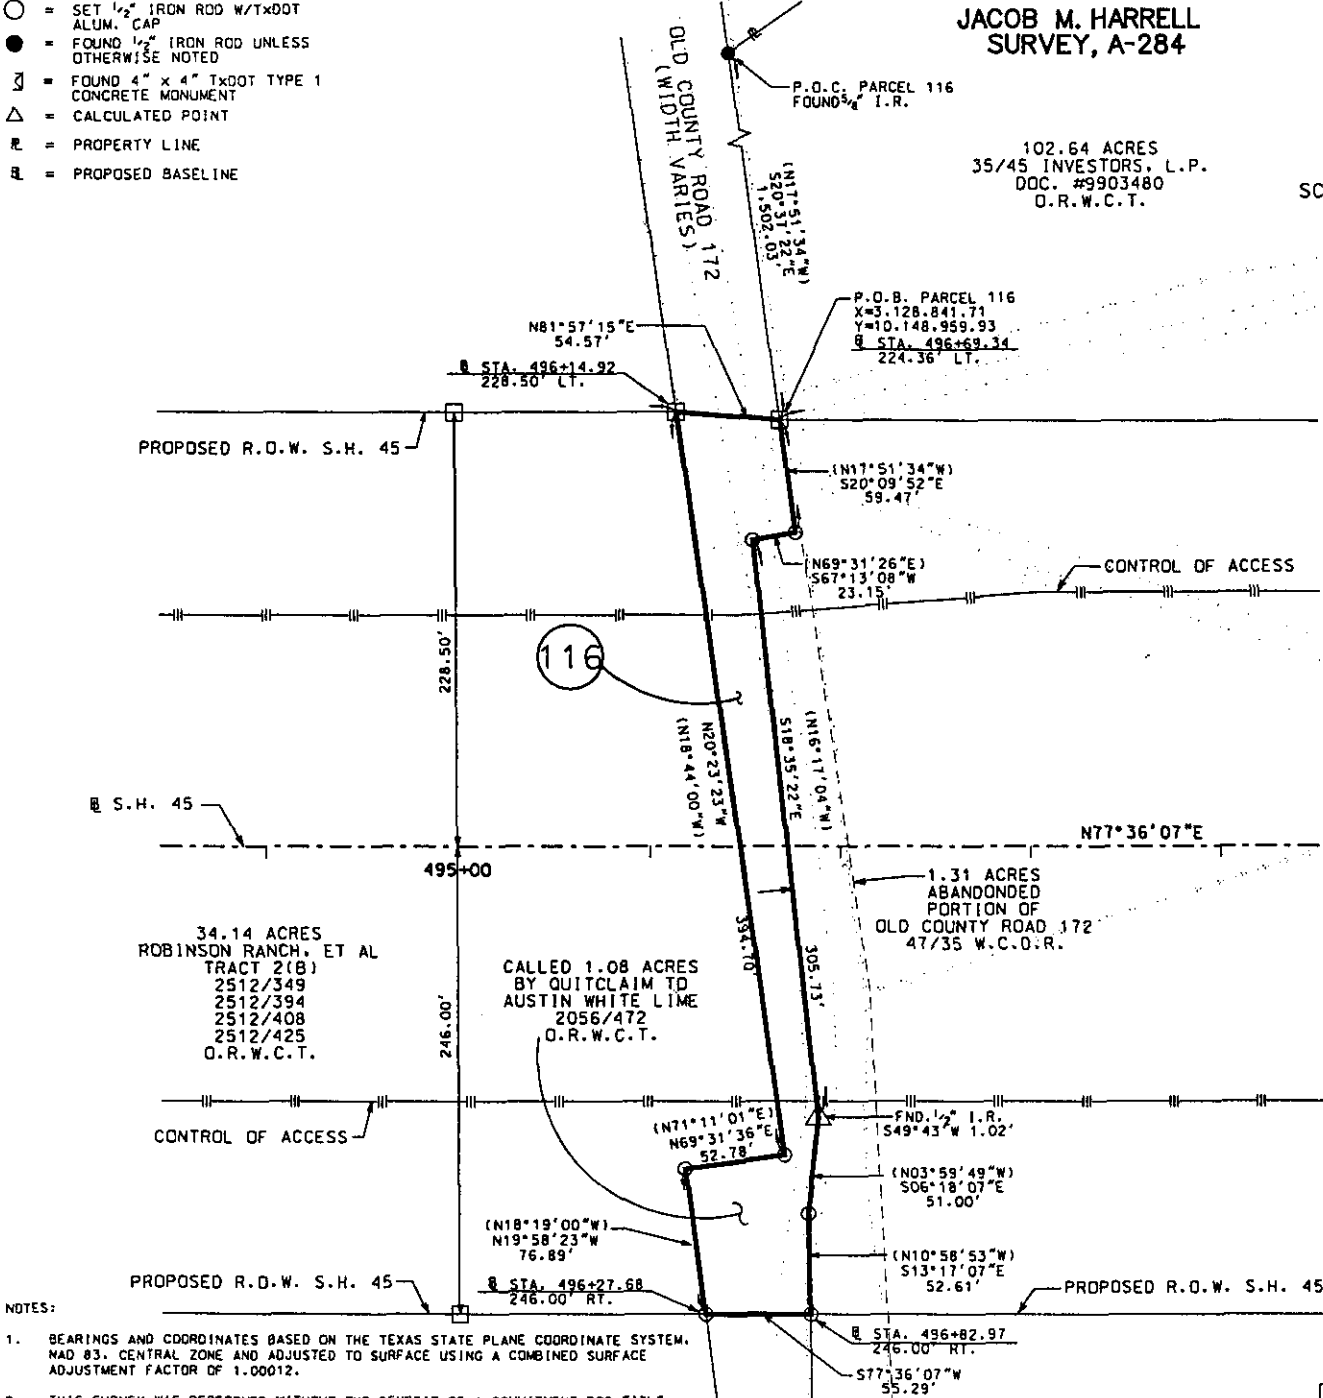 = SET 1/2" IRON ROD W/TxDOT
ALUM. CAP
= FOUND 1/2" IRON ROD UNLESS
OTHERWISE NOTED
= FOUND 4" x 4" TxDOT TYPE 1
CONCRETE MONUMENT
= CALCULATED POINT
= PROPERTY LINE
= PROPOSED BASELINE
OLD COUNTY ROAD 172
(WIDTH VARIES)
JACOB M. HARRELL
SURVEY, A-284
P.O.C. PARCEL 116
FOUND 5/8" I.R.
102.64 ACRES
35/45 INVESTORS, L.P.
DOC. #9903480
O.R.W.C.T.
SC
(N17°51'34"W)
S20°37'22"E
1,502.03'
P.O.B. PARCEL 116
X=3,128,841.71
Y=10,148,959.93
STA. 496+69.34
224.36' LT.
N81°57'15"E
54.57'
STA. 496+14.92
228.50' LT.
PROPOSED R.O.W. S.H. 45
(N17°51'34"W)
S20°09'52"E
59.47'
(N69°31'26"E)
S67°13'08"W
23.15'
CONTROL OF ACCESS
116
228.50'
(N18°44'00"W)
N20°23'23"W
394.70'
S18°35'22"E
(N16°17'04"W)
305.73'
S.H. 45
N77°36'07"E
495+00
1.31 ACRES
ABANDONDED
PORTION OF
OLD COUNTY ROAD 172
47/35 W.C.D.R.
34.14 ACRES
ROBINSON RANCH, ET AL
TRACT 2(B)
2512/349
2512/394
2512/408
2512/425
O.R.W.C.T.
246.00'
CALLED 1.08 ACRES
BY QUITCLAIM TO
AUSTIN WHITE LIME
2056/472
O.R.W.C.T.
CONTROL OF ACCESS
(N71°11'01"E)
N69°31'36"E
52.78'
FND. 1/2" I.R.
S49°43'W 1.02'
(N03°59'49"W)
S06°18'07"E
51.00'
(N18°19'00"W)
N19°58'23"W
76.89'
(N10°58'53"W)
S13°17'07"E
52.61'
PROPOSED R.O.W. S.H. 45
STA. 496+27.68
246.00' RT.
PROPOSED R.O.W. S.H. 45
STA. 496+82.97
246.00' RT.
S77°36'07"W
55.29'
NOTES:
1. BEARINGS AND COORDINATES BASED ON THE TEXAS STATE PLANE COORDINATE SYSTEM,
NAD 83, CENTRAL ZONE AND ADJUSTED TO SURFACE USING A COMBINED SURFACE
ADJUSTMENT FACTOR OF 1.00012.